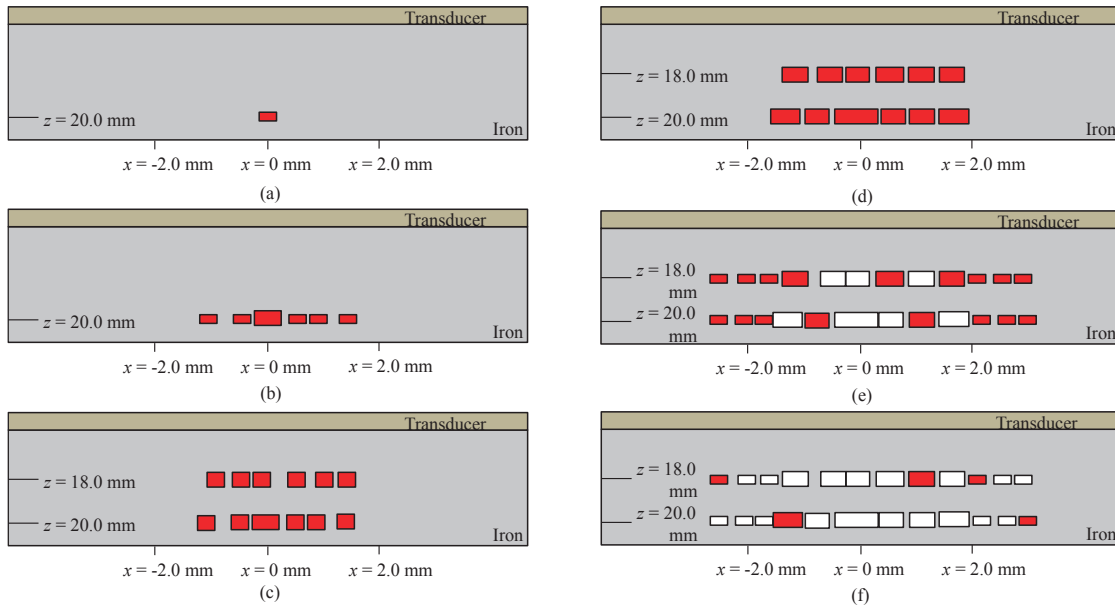 Transducer
z = 20.0 mm
Iron
x = -2.0 mm x = 0 mm x = 2.0 mm
(a)
Transducer
z = 20.0 mm
Iron
x = -2.0 mm x = 0 mm x = 2.0 mm
(b)
Transducer
z = 18.0 mm
z = 20.0 mm
Iron
x = -2.0 mm x = 0 mm x = 2.0 mm
(c)
Transducer
z = 18.0 mm
z = 20.0 mm
Iron
x = -2.0 mm x = 0 mm x = 2.0 mm
(d)
Transducer
z = 18.0
mm
z = 20.0
mm
Iron
x = -2.0 mm x = 0 mm x = 2.0 mm
(e)
Transducer
z = 18.0
mm
z = 20.0
mm
Iron
x = -2.0 mm x = 0 mm x = 2.0 mm
(f)